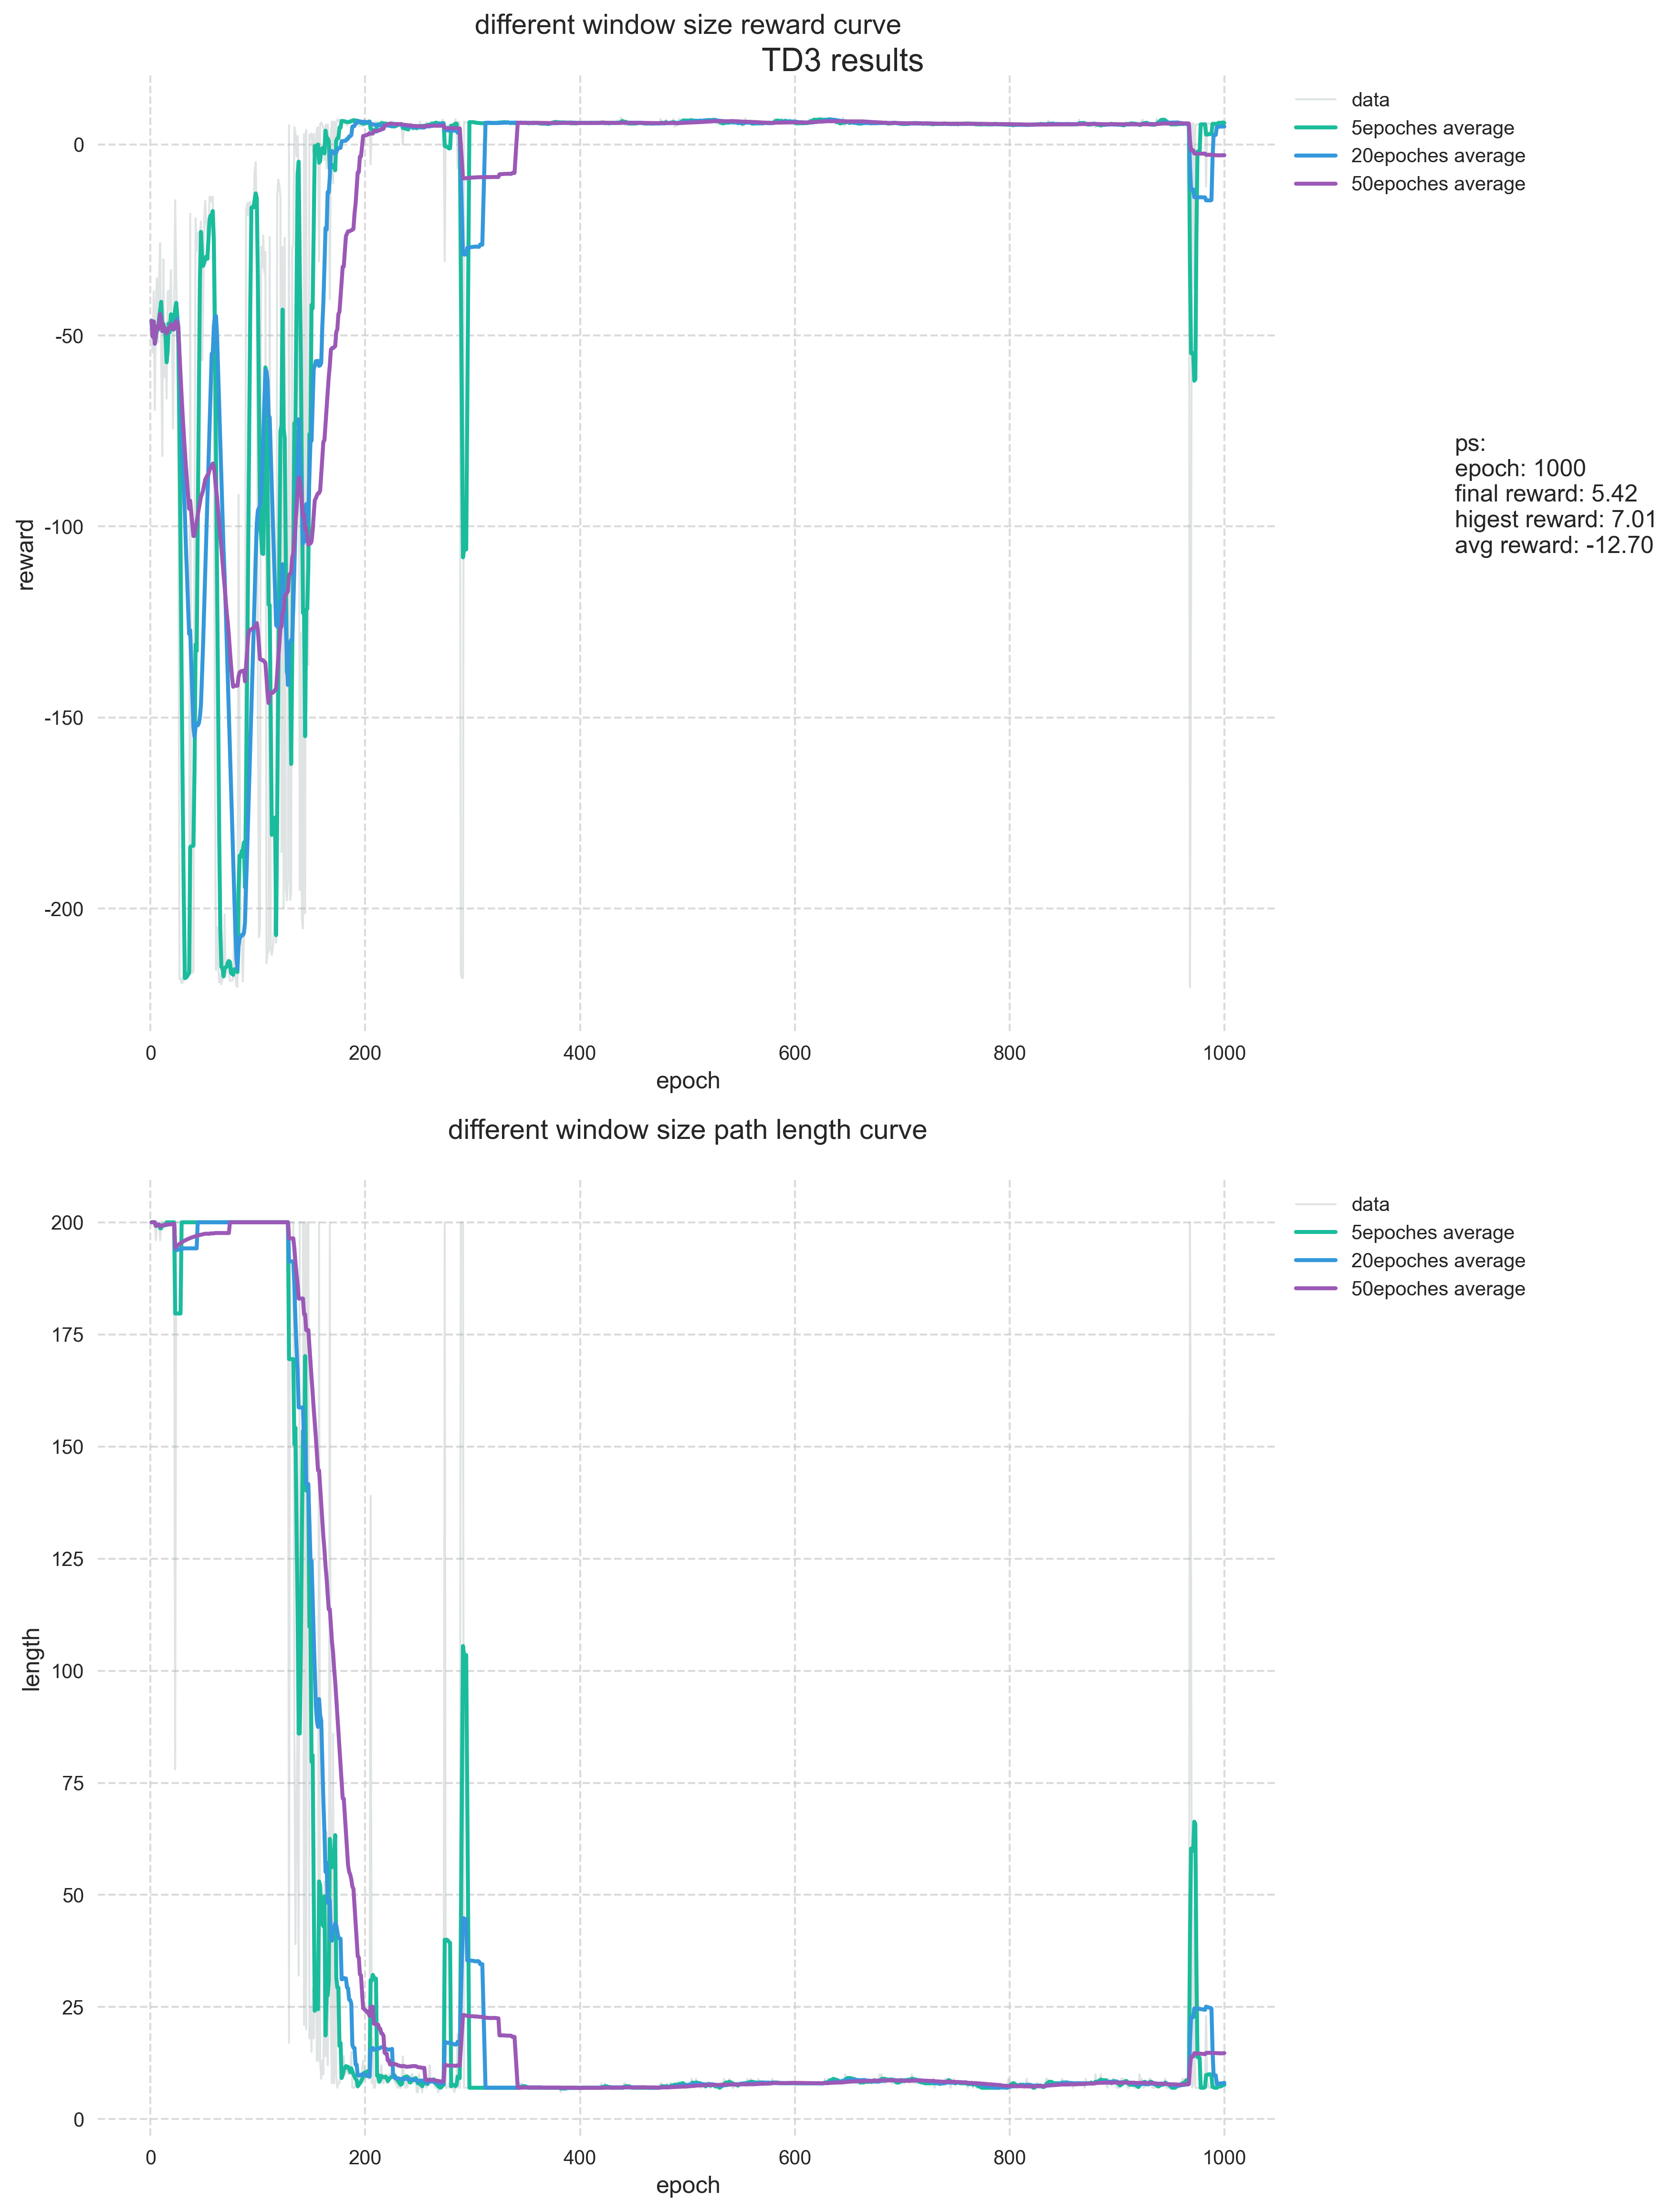 different window size reward curve
TD3 results
data
5epoches average
20epoches average
50epoches average
0
-50
-100
-150
-200
reward
0
200
400
600
800
1000
epoch
ps:
epoch: 1000
final reward: 5.42
higest reward: 7.01
avg reward: -12.70
different window size path length curve
data
5epoches average
20epoches average
50epoches average
200
175
150
125
100
75
50
25
0
length
0
200
400
600
800
1000
epoch